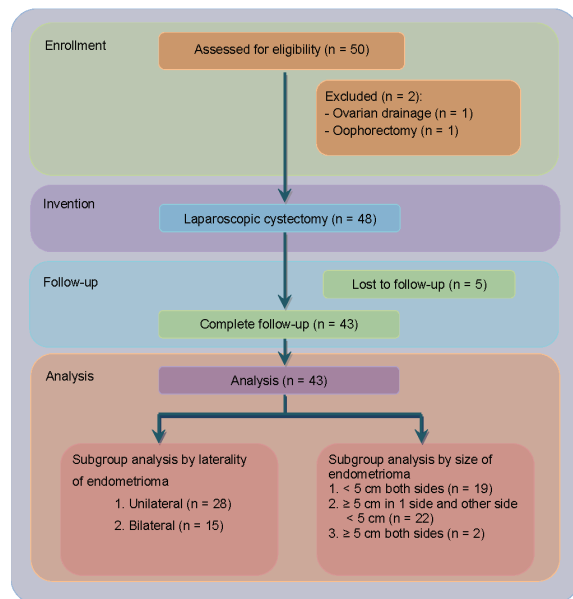 Enrollment
Assessed for eligibility (n = 50)
Excluded (n = 2):
- Ovarian drainage (n = 1)
- Oophorectomy (n = 1)
Invention
Laparoscopic cystectomy (n = 48)
Follow-up
Lost to follow-up (n = 5)
Complete follow-up (n = 43)
Analysis
Analysis (n = 43)
Subgroup analysis by laterality
of endometrioma
1. Unilateral (n = 28)
2. Bilateral (n = 15)
Subgroup analysis by size of
endometrioma
1. < 5 cm both sides (n = 19)
2. ≥ 5 cm in 1 side and other side
< 5 cm (n = 22)
3. ≥ 5 cm both sides (n = 2)